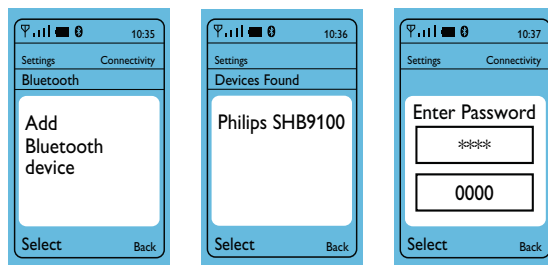 10:35
Settings Connectivity
Bluetooth
Add
Bluetooth
device
Select Back
10:36
Settings
Devices Found
Philips SHB9100
Select Back
10:37
Settings Connectivity
Enter Password
****
0000
Select Back